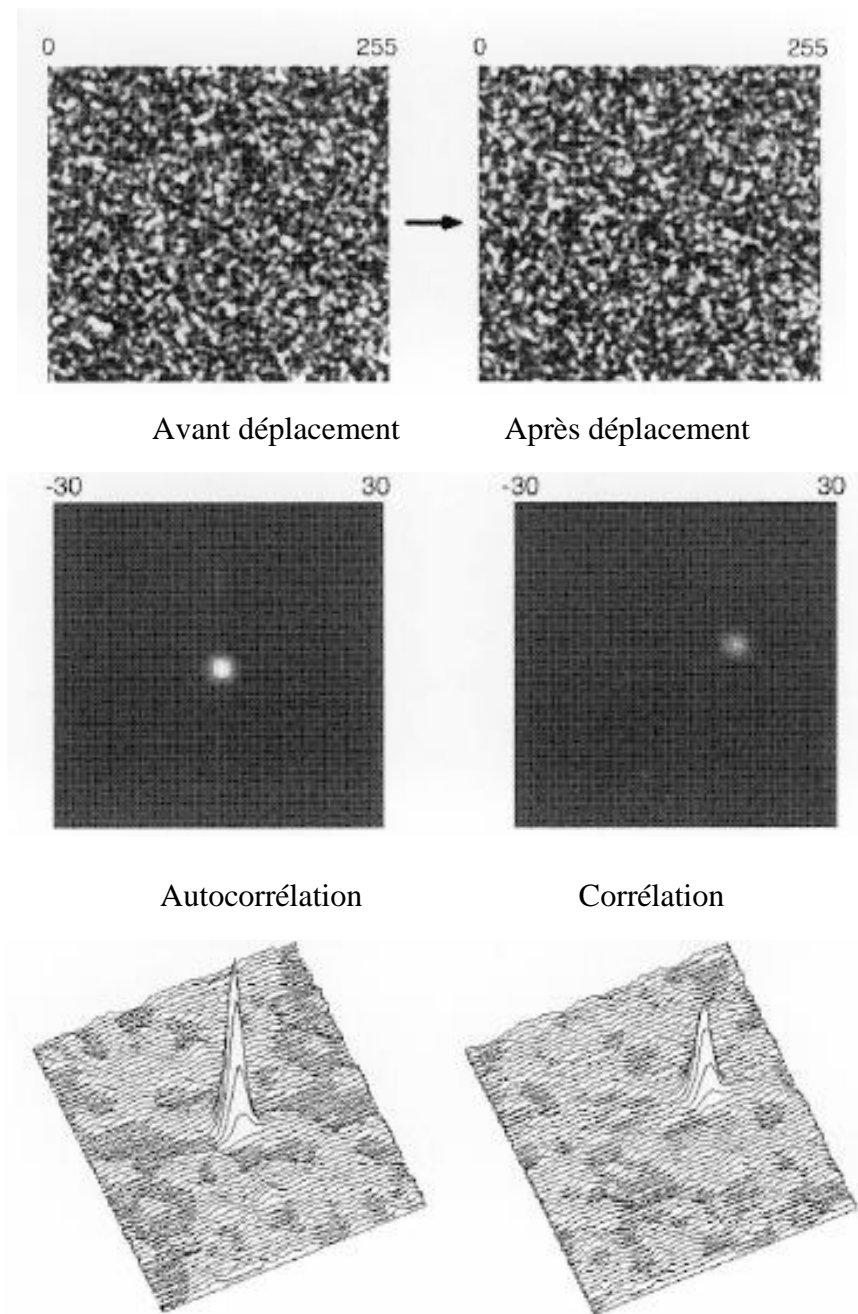 0 255 0 255
Avant déplacement Après déplacement
-30 30 -30 30
Autocorrélation Corrélation